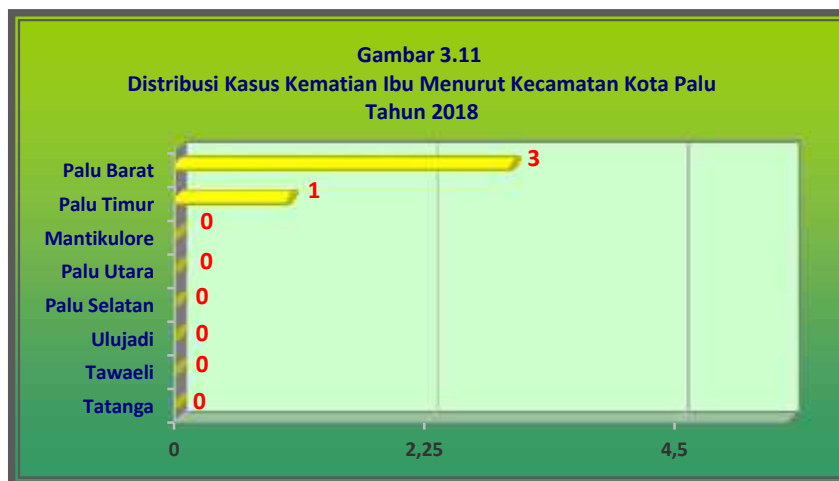 Gambar 3.11
Distribusi Kasus Kematian Ibu Menurut Kecamatan Kota Palu
Tahun 2018
Palu Barat 3
Palu Timur 1
Mantikulore 0
Palu Utara 0
Palu Selatan 0
Ulujadi 0
Tawaeli 0
Tatanga 0
0 2,25 4,5